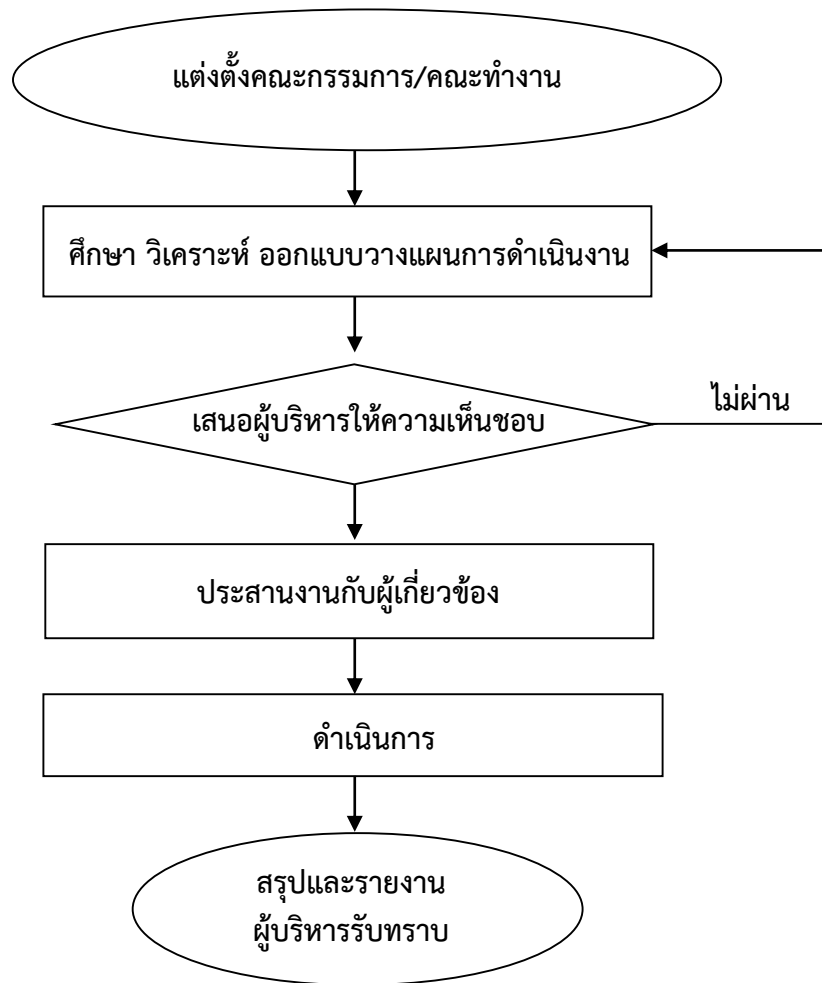 แต่งตั้งคณะกรรมการ/คณะทำงาน
ศึกษา วิเคราะห์ ออกแบบวางแผนการดำเนินงาน
เสนอผู้บริหารให้ความเห็นชอบ
ไม่ผ่าน
ประสานงานกับผู้เกี่ยวข้อง
ดำเนินการ
สรุปและรายงาน
ผู้บริหารรับทราบ